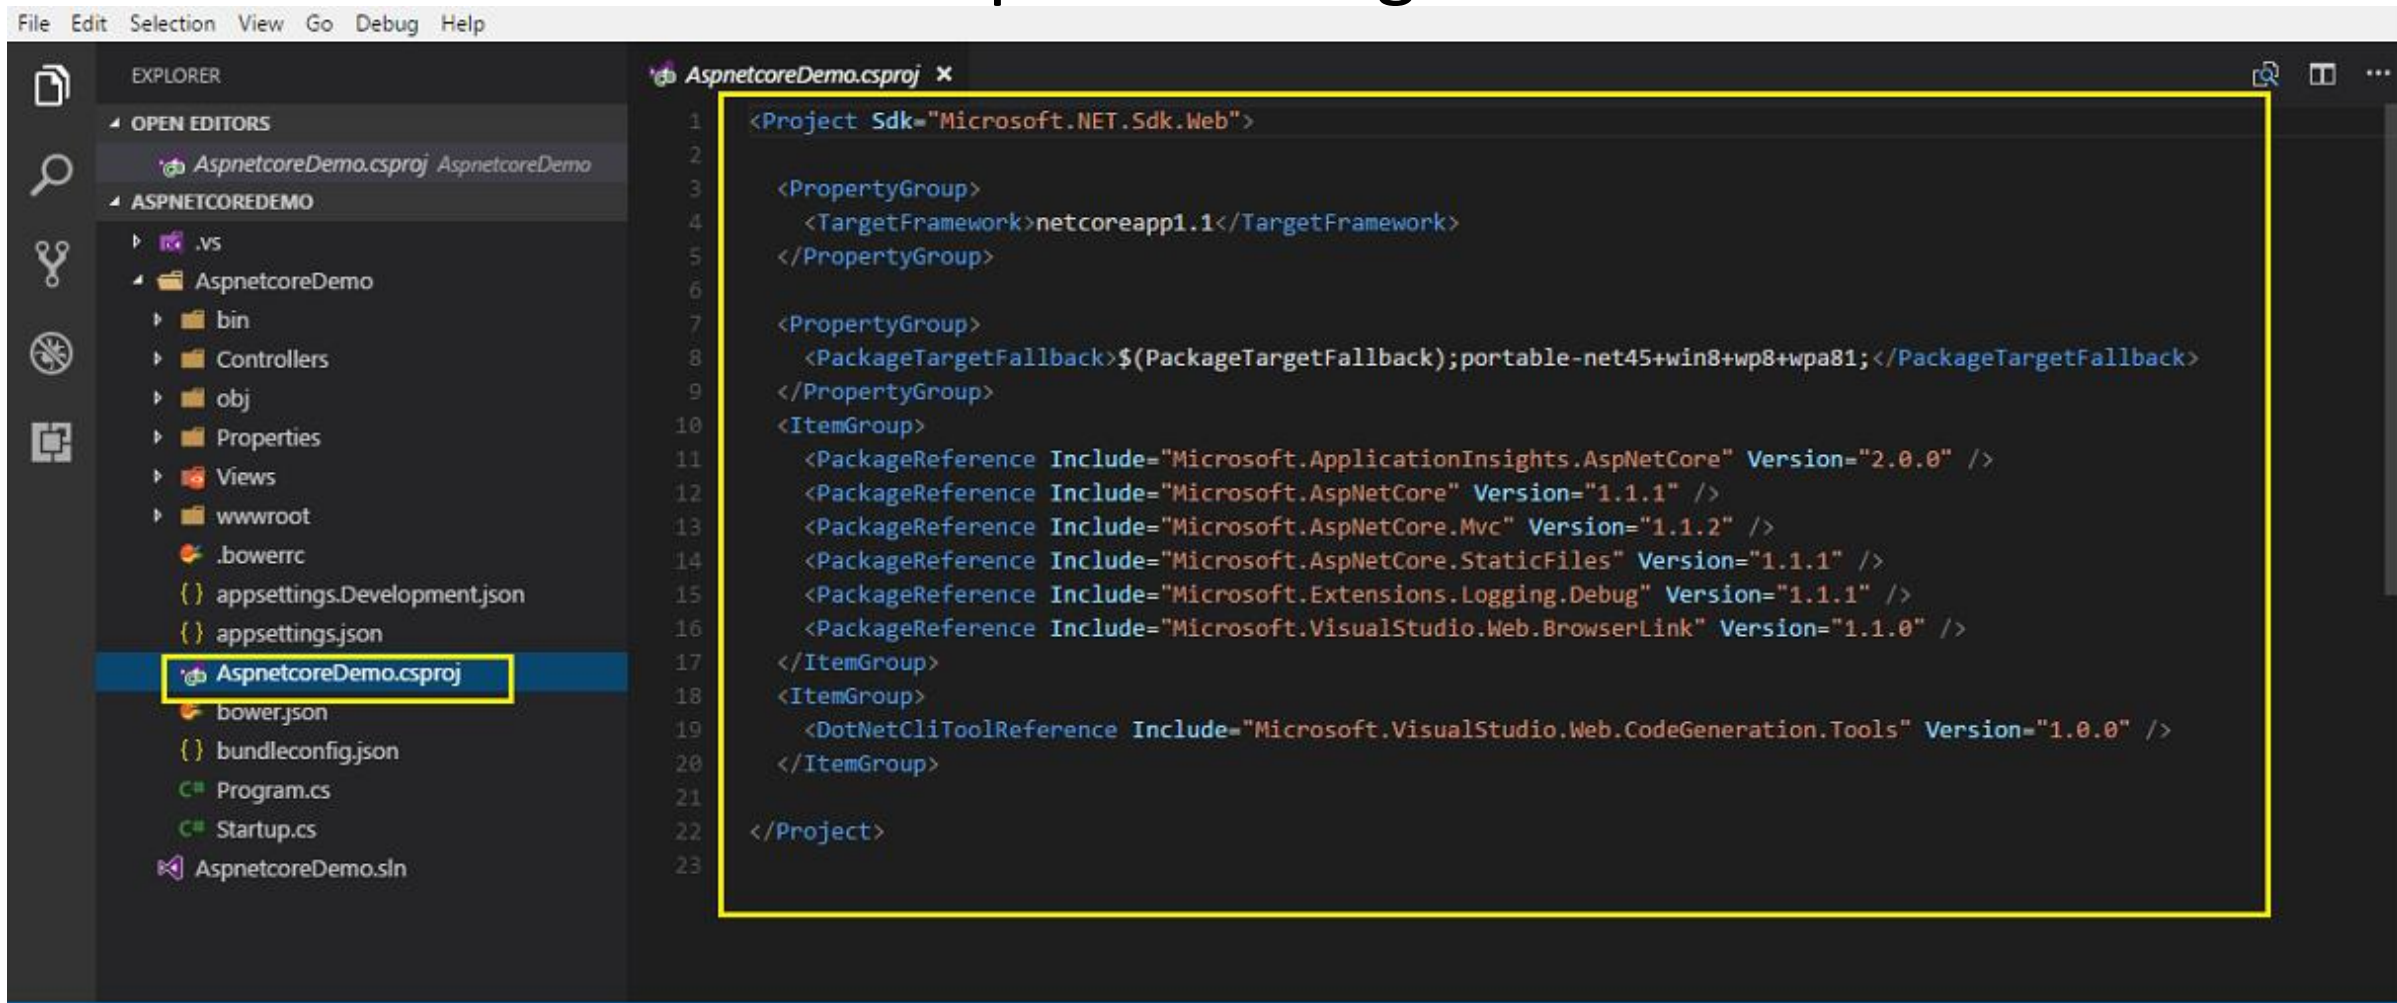 File Edit Selection View Go Debug Help
EXPLORER
OPEN EDITORS
AspnetcoreDemo.csproj AspnetcoreDemo
ASPNETCOREDEMO
.vs
AspnetcoreDemo
bin
Controllers
obj
Properties
Views
wwwroot
.bowerrc
{} appsettings.Development.json
{} appsettings.json
AspnetcoreDemo.csproj
bower.json
{} bundleconfig.json
C# Program.cs
C# Startup.cs
AspnetcoreDemo.sln
AspnetcoreDemo.csproj ×
1 <Project Sdk="Microsoft.NET.Sdk.Web">
2
3 <PropertyGroup>
4 <TargetFramework>netcoreapp1.1</TargetFramework>
5 </PropertyGroup>
6
7 <PropertyGroup>
8 <PackageTargetFallback>$(PackageTargetFallback);portable-net45+win8+wp8+wpa81;</PackageTargetFallback>
9 </PropertyGroup>
10 <ItemGroup>
11 <PackageReference Include="Microsoft.ApplicationInsights.AspNetCore" Version="2.0.0" />
12 <PackageReference Include="Microsoft.AspNetCore" Version="1.1.1" />
13 <PackageReference Include="Microsoft.AspNetCore.Mvc" Version="1.1.2" />
14 <PackageReference Include="Microsoft.AspNetCore.StaticFiles" Version="1.1.1" />
15 <PackageReference Include="Microsoft.Extensions.Logging.Debug" Version="1.1.1" />
16 <PackageReference Include="Microsoft.VisualStudio.Web.BrowserLink" Version="1.1.0" />
17 </ItemGroup>
18 <ItemGroup>
19 <DotNetCliToolReference Include="Microsoft.VisualStudio.Web.CodeGeneration.Tools" Version="1.0.0" />
20 </ItemGroup>
21
22 </Project>
23